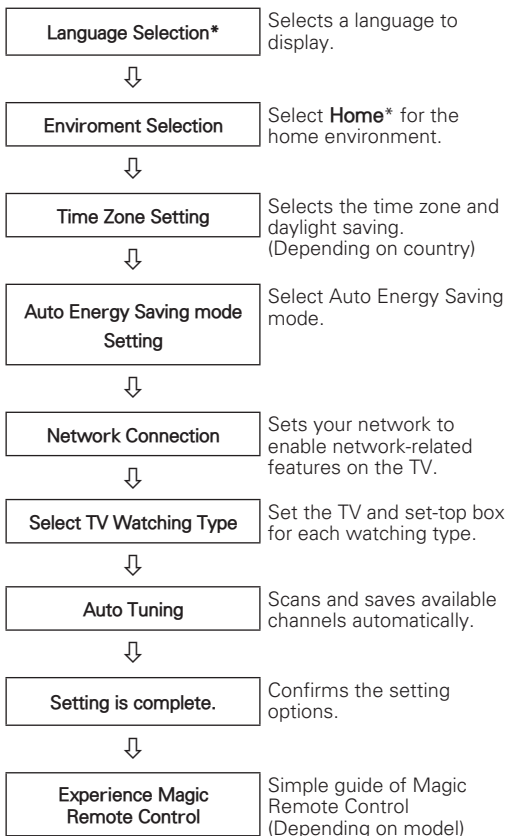 Language Selection*
Selects a language to
display.
Enviroment Selection
Select Home* for the
home environment.
Time Zone Setting
Selects the time zone and
daylight saving.
(Depending on country)
Auto Energy Saving mode
Setting
Select Auto Energy Saving
mode.
Network Connection
Sets your network to
enable network-related
features on the TV.
Select TV Watching Type
Set the TV and set-top box
for each watching type.
Auto Tuning
Scans and saves available
channels automatically.
Setting is complete.
Confirms the setting
options.
Experience Magic
Remote Control
Simple guide of Magic
Remote Control
(Depending on model)